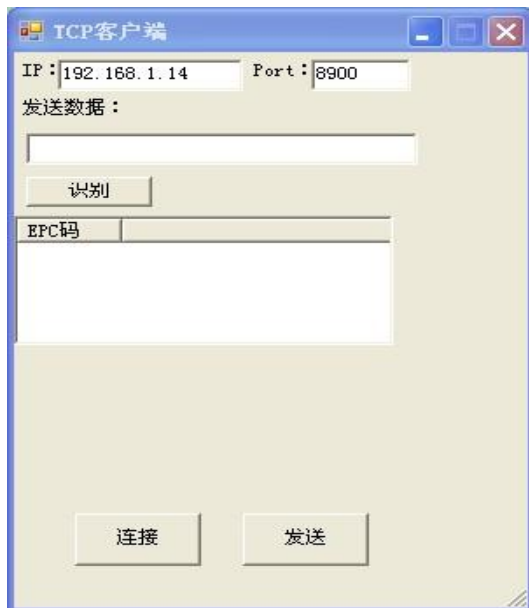 TCP客户端
IP：192.168.1.14 Port：8900
发送数据：
识别
EPC码
连接 发送